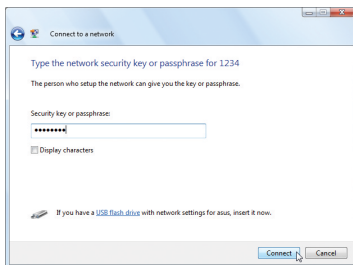 Connect to a network
Type the network security key or passphrase for 1234
The person who setup the network can give you the key or passphrase.
Security key or passphrase:
••••••••
Display characters
If you have a USB flash drive with network settings for asus, insert it now.
Connect Cancel